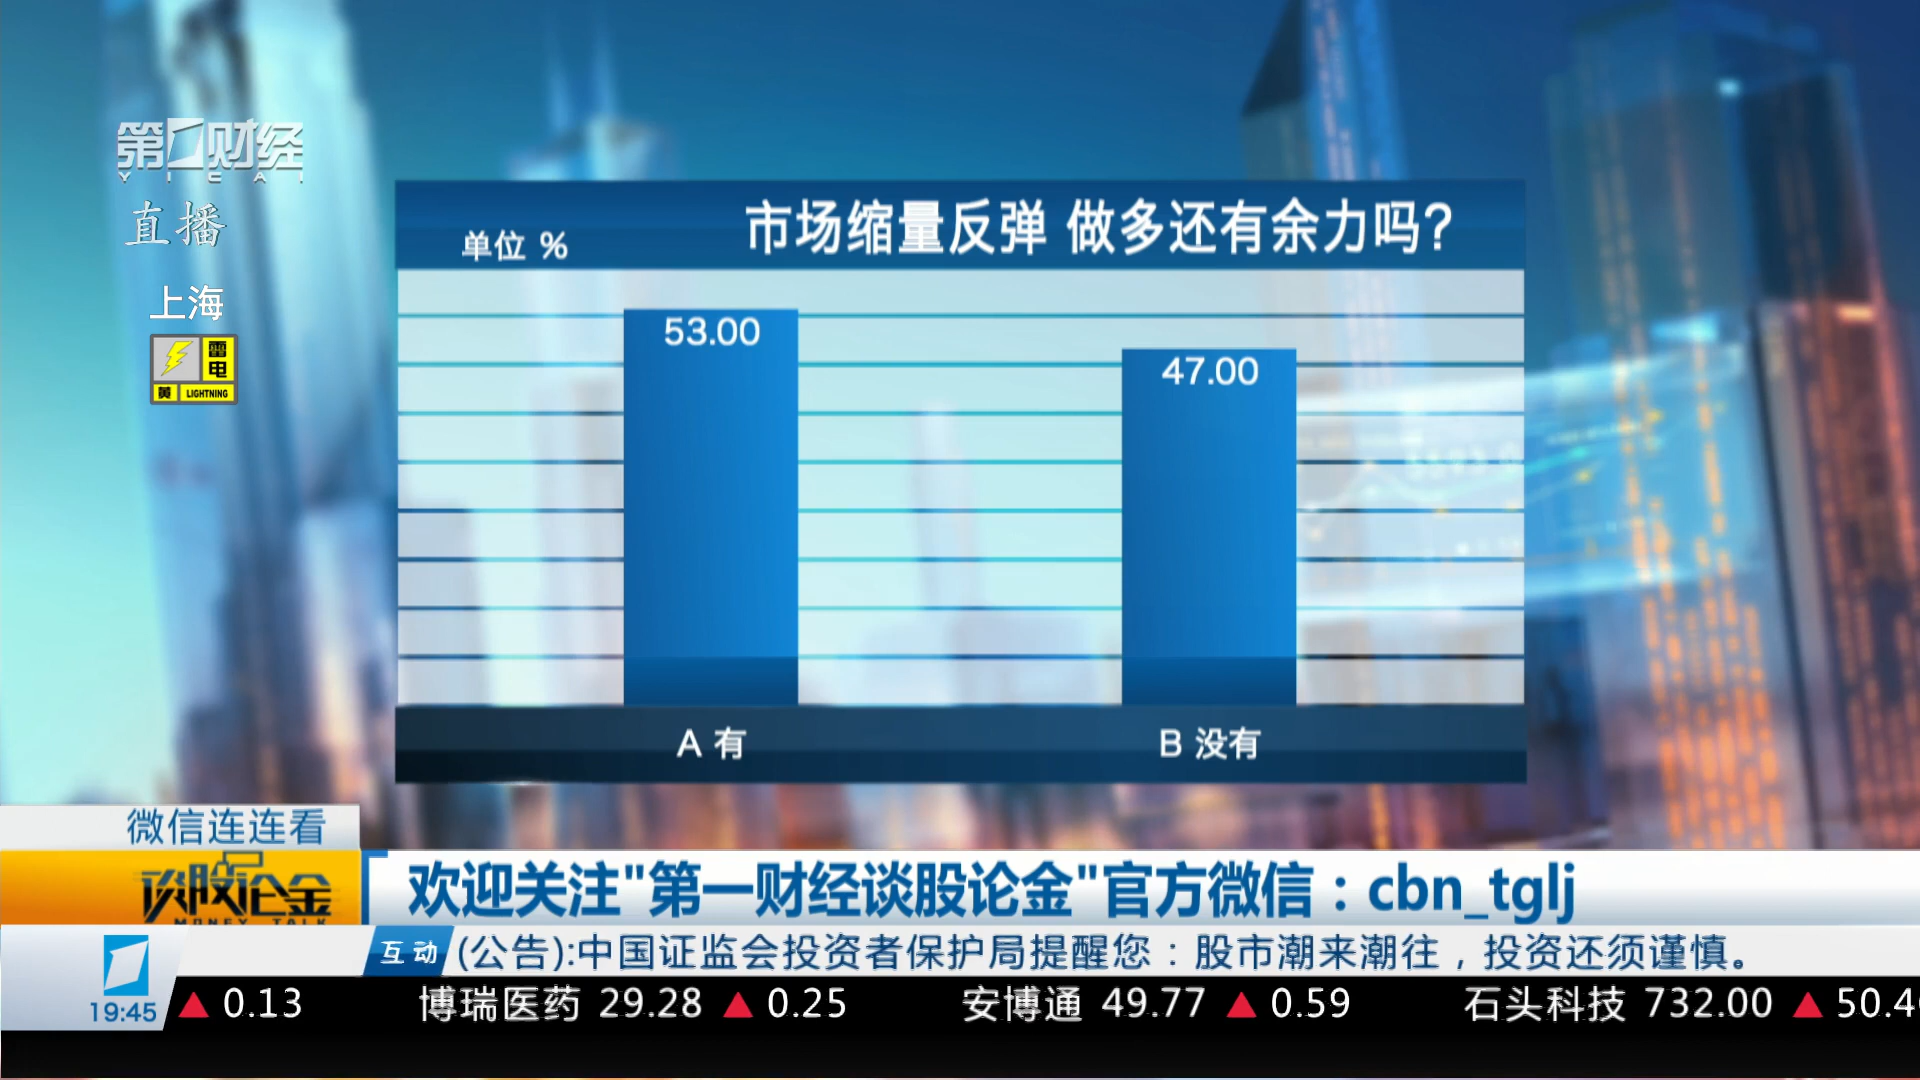 第一财经
YICAI
直播
上海
雷电
黄 LIGHTNING
单位 %
市场缩量反弹 做多还有余力吗?
53.00
47.00
A 有
B 没有
微信连连看
谈股论金
MONEY TALK
欢迎关注"第一财经谈股论金"官方微信：cbn_tglj
互动
(公告):中国证监会投资者保护局提醒您：股市潮来潮往，投资还须谨慎。
19:45
▲ 0.13 博瑞医药 29.28 ▲ 0.25 安博通 49.77 ▲ 0.59 石头科技 732.00 ▲ 50.4